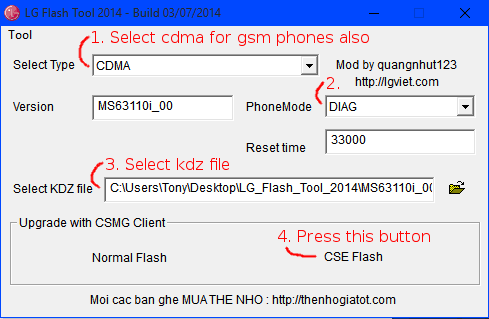 LG Flash Tool 2014 - Build 03/07/2014
Tool
1. Select cdma for gsm phones also
Select Type
CDMA
Mod by quangnhut123
http://lgviet.com
2.
Version
MS63110i_00
PhoneMode
DIAG
Reset time
33000
3. Select kdz file
Select KDZ file
C:\Users\Tony\Desktop\LG_Flash_Tool_2014\MS63110i_00
Upgrade with CSMG Client
4. Press this button
Normal Flash
CSE Flash
Moi cac ban ghe MUA THE NHO : http://thenhogiatot.com